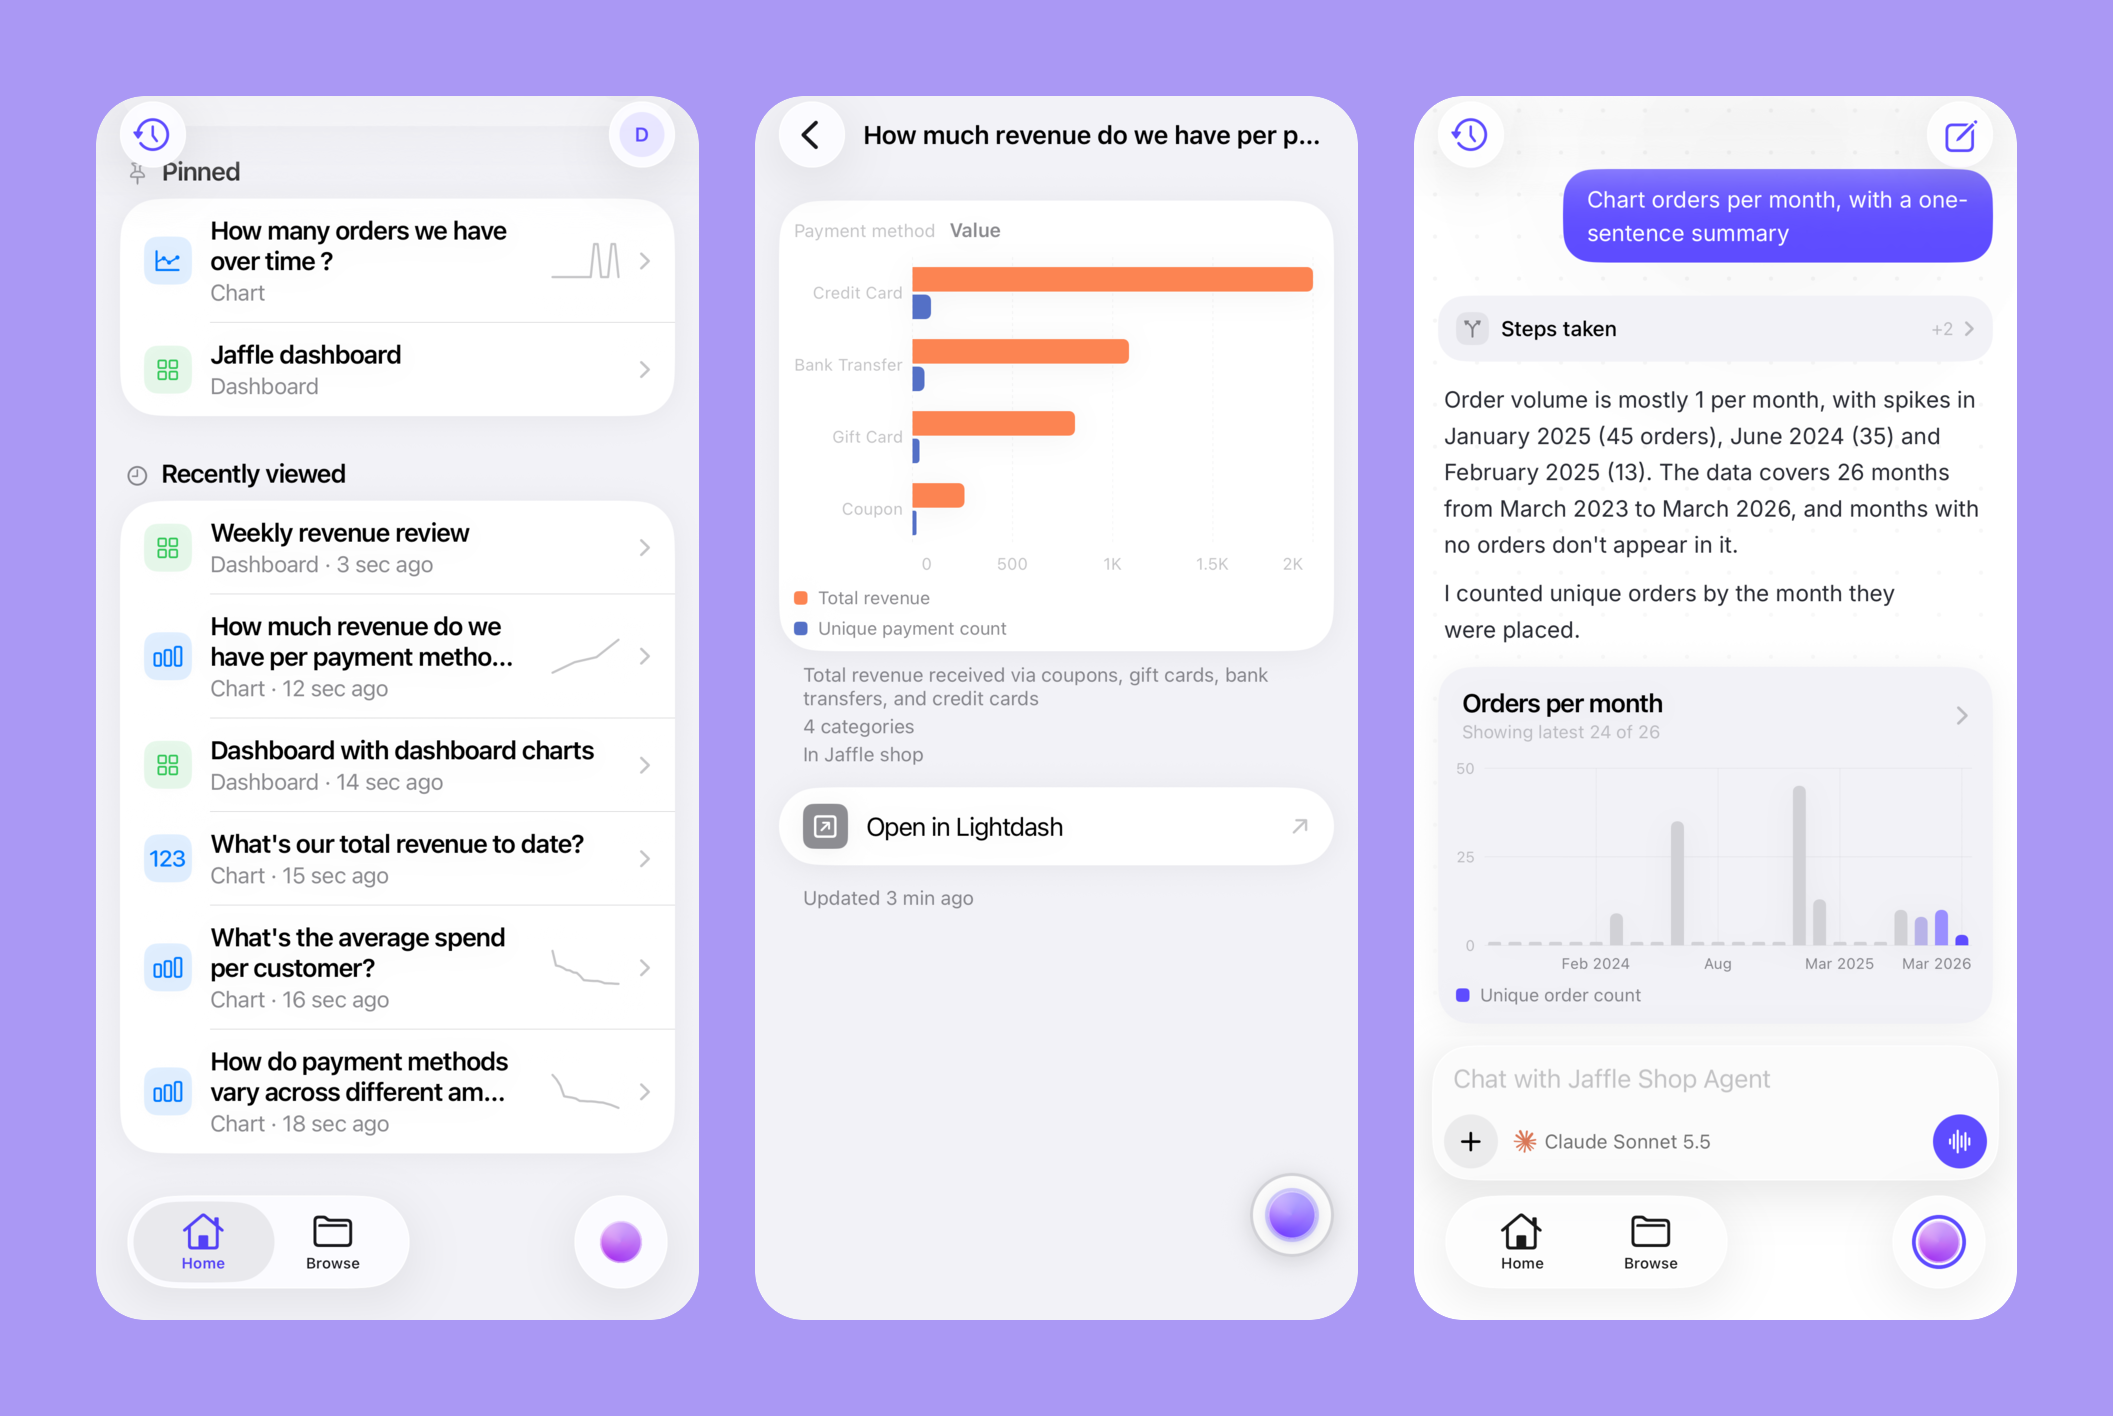 D
Pinned
How many orders we have
over time ?
Chart
Jaffle dashboard
Dashboard
Recently viewed
Weekly revenue review
Dashboard · 3 sec ago
How much revenue do we
have per payment metho...
Chart · 12 sec ago
Dashboard with dashboard charts
Dashboard · 14 sec ago
123
What's our total revenue to date?
Chart · 15 sec ago
What's the average spend
per customer?
Chart · 16 sec ago
How do payment methods
vary across different am...
Chart · 18 sec ago
Home
Browse
How much revenue do we have per p...
Payment method Value
Credit Card
Bank Transfer
Gift Card
Coupon
0 500 1K 1.5K 2K
Total revenue
Unique payment count
Total revenue received via coupons, gift cards, bank
transfers, and credit cards
4 categories
In Jaffle shop
Open in Lightdash
Updated 3 min ago
Chart orders per month, with a one-
sentence summary
Steps taken +2
Order volume is mostly 1 per month, with spikes in
January 2025 (45 orders), June 2024 (35) and
February 2025 (13). The data covers 26 months
from March 2023 to March 2026, and months with
no orders don't appear in it.
I counted unique orders by the month they
were placed.
Orders per month
Showing latest 24 of 26
50
25
0
Feb 2024 Aug Mar 2025 Mar 2026
Unique order count
Chat with Jaffle Shop Agent
Claude Sonnet 5.5
Home
Browse